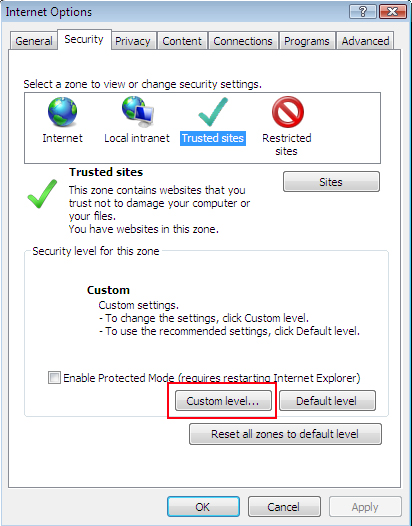 Internet Options
General Security Privacy Content Connections Programs Advanced
Select a zone to view or change security settings.
Internet Local intranet Trusted sites Restricted sites
Trusted sites
This zone contains websites that you
trust not to damage your computer or
your files.
You have websites in this zone.
Sites
Security level for this zone
Custom
Custom settings.
- To change the settings, click Custom level.
- To use the recommended settings, click Default level.
Enable Protected Mode (requires restarting Internet Explorer)
Custom level... Default level
Reset all zones to default level
OK Cancel Apply